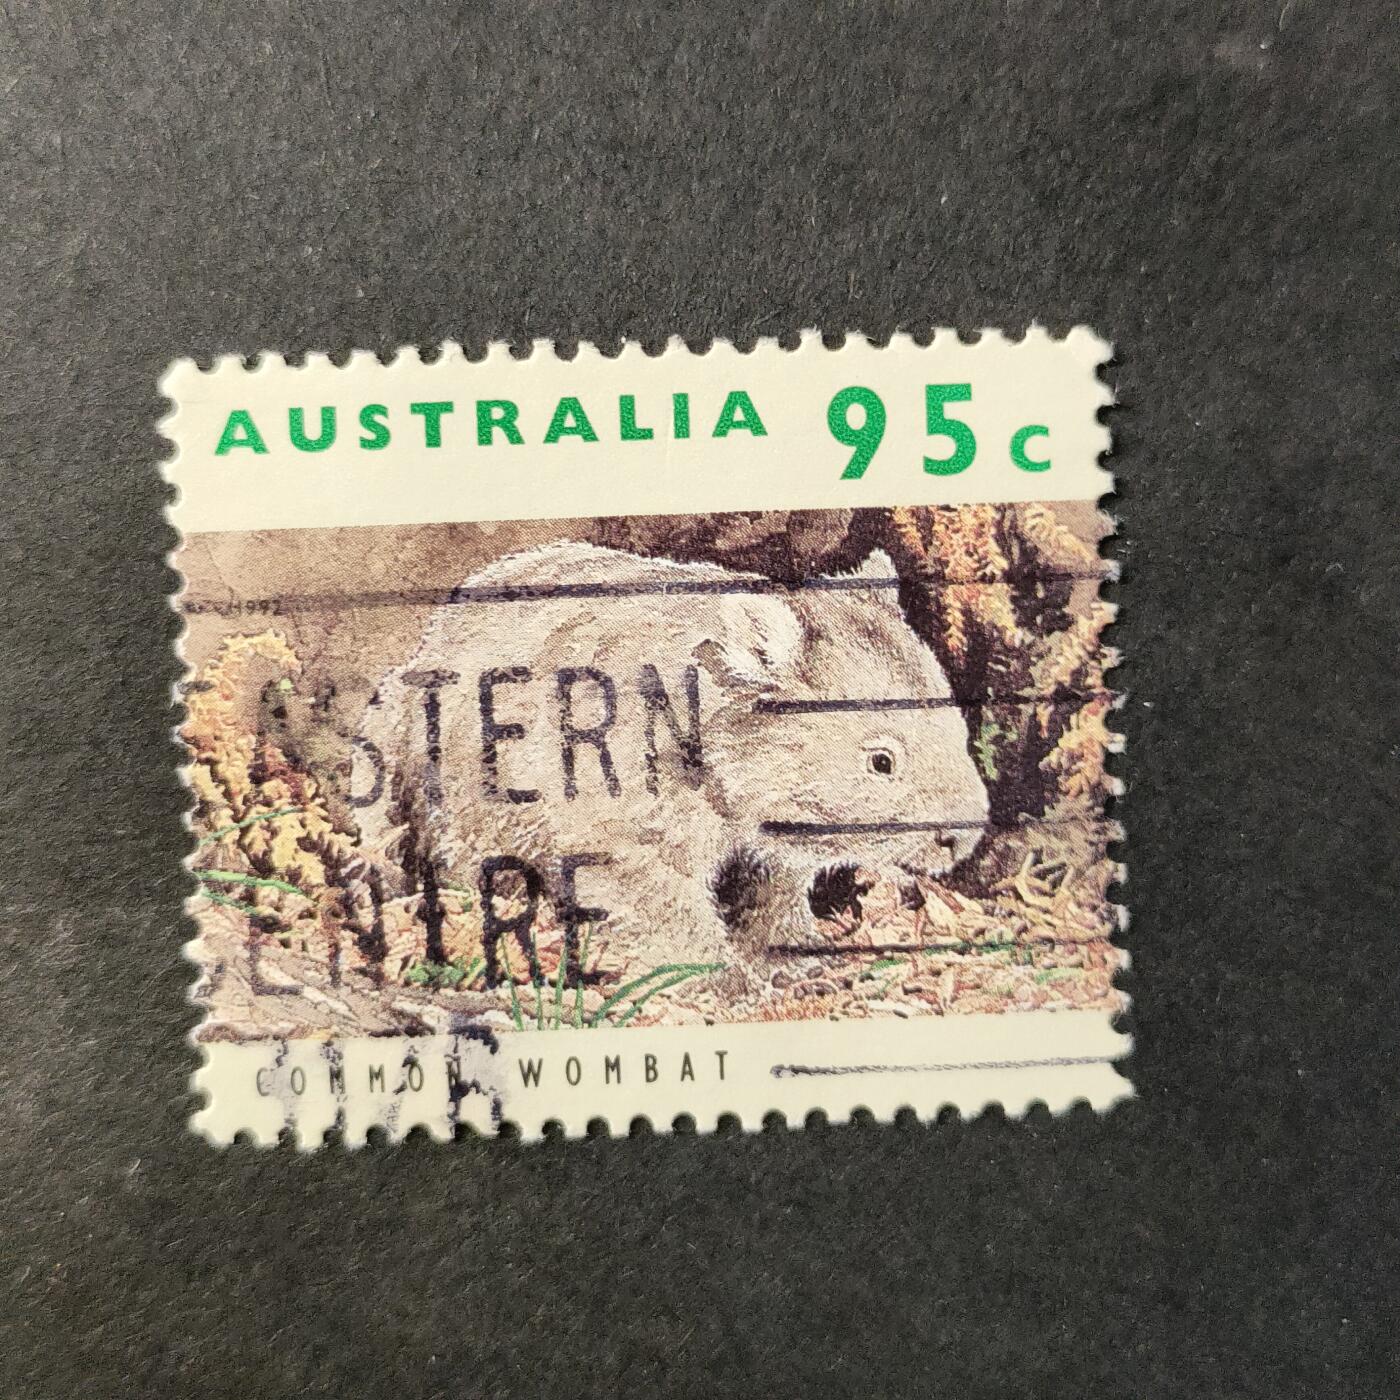 AUSTRALIA 95c
1992
STERN
ENTRE
COMMON WOMBAT